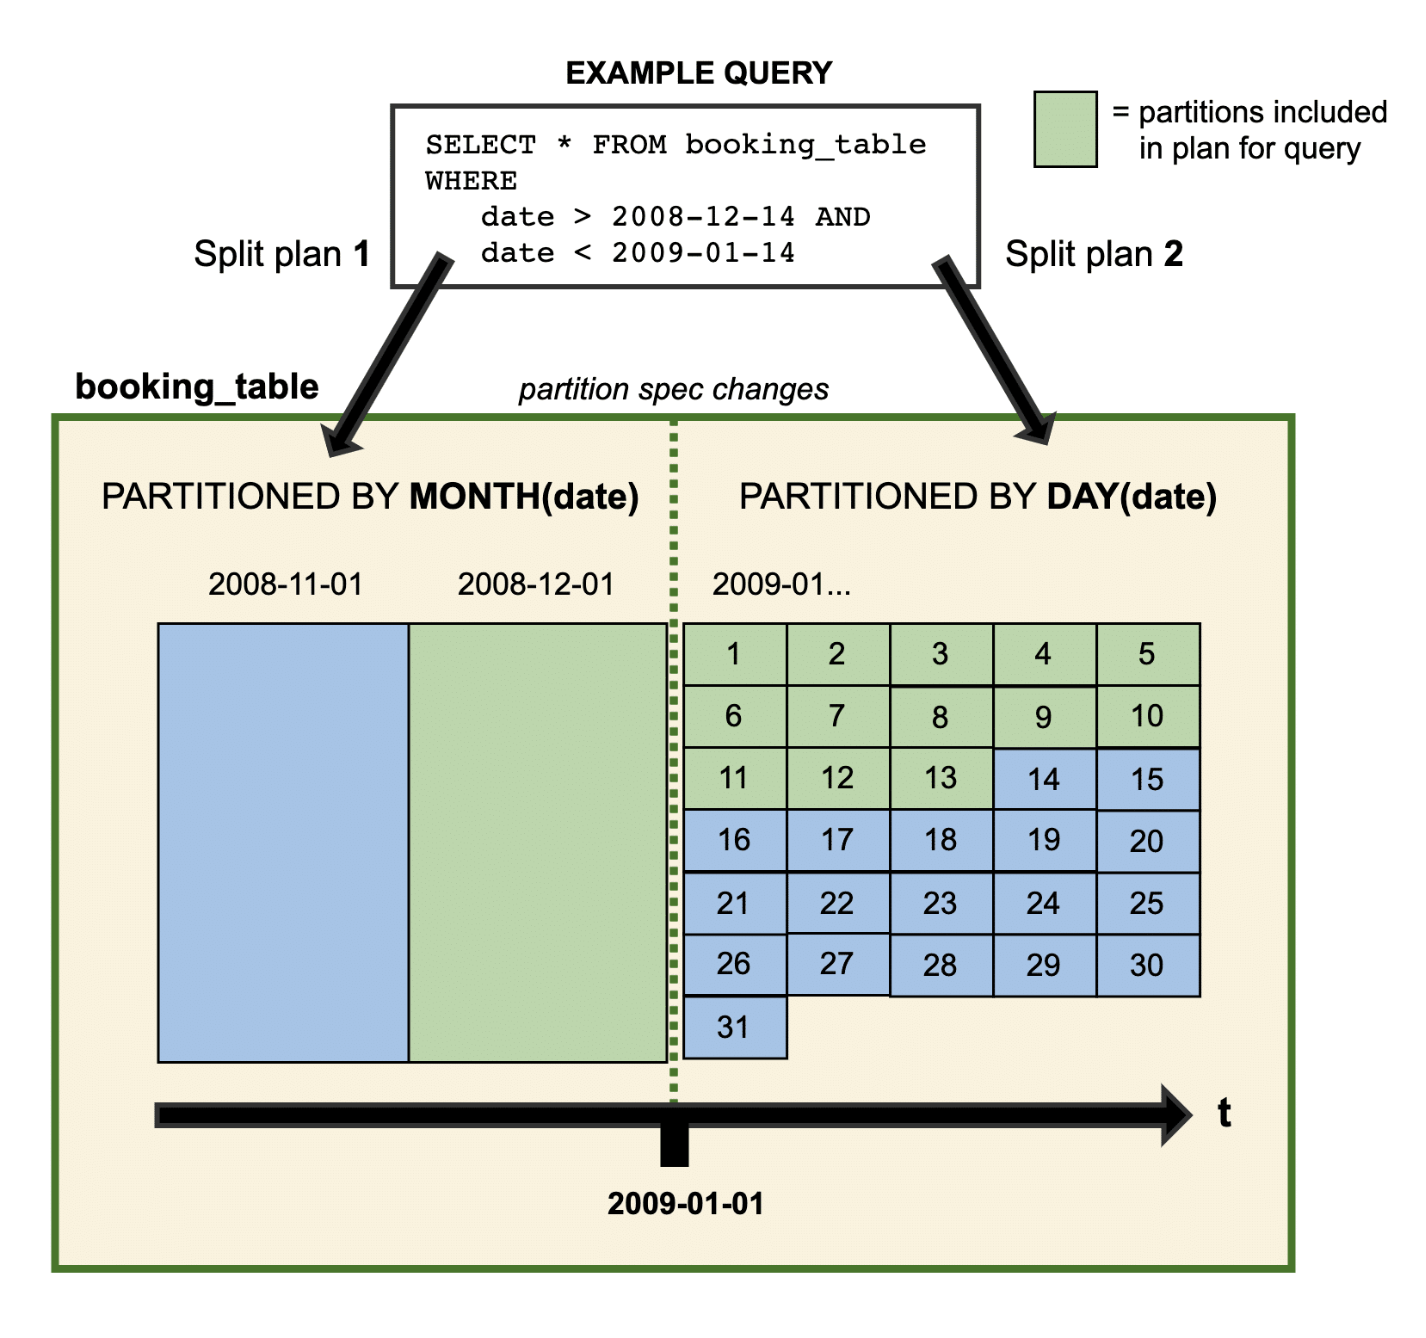 EXAMPLE QUERY
SELECT * FROM booking_table
WHERE
date > 2008-12-14 AND
date < 2009-01-14
= partitions included
in plan for query
Split plan 1
Split plan 2
booking_table
partition spec changes
PARTITIONED BY MONTH(date)
PARTITIONED BY DAY(date)
2008-11-01
2008-12-01
2009-01...
1 2 3 4 5
6 7 8 9 10
11 12 13 14 15
16 17 18 19 20
21 22 23 24 25
26 27 28 29 30
31
t
2009-01-01